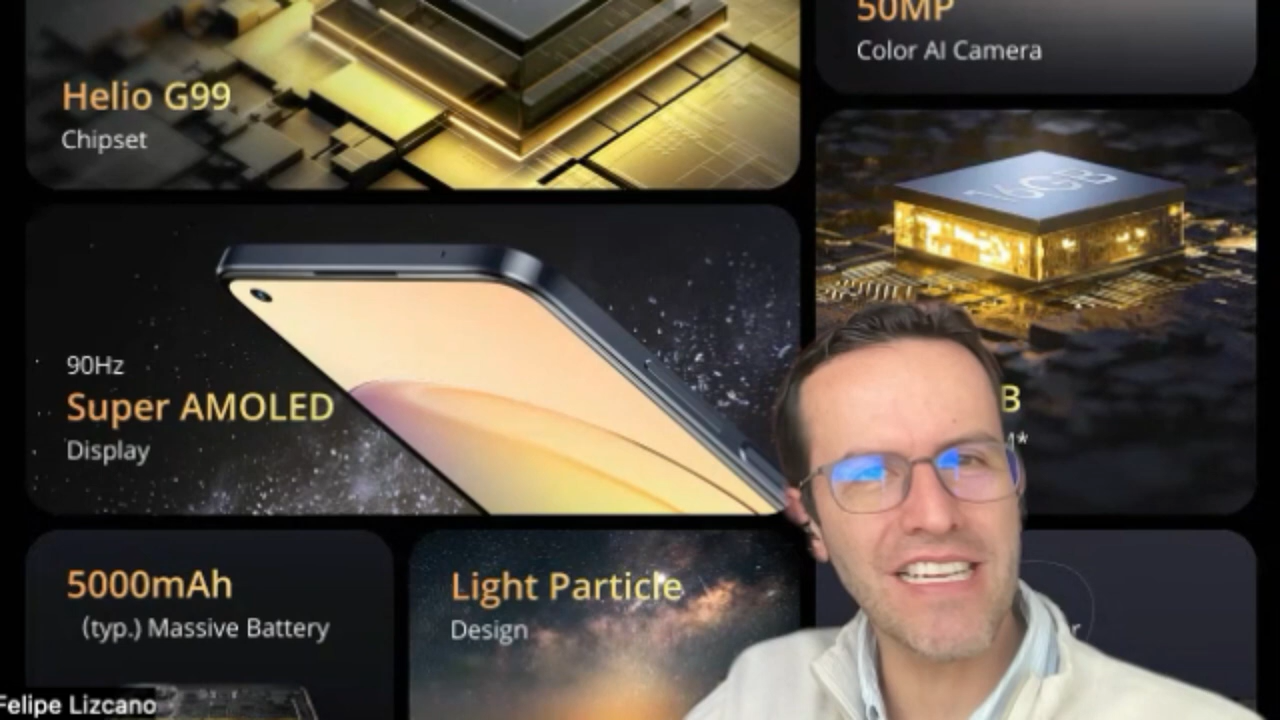 50MP
Color AI Camera
Helio G99
Chipset
16GB
90Hz
Super AMOLED
Display
B
M*
5000mAh
(typ.) Massive Battery
Light Particle
Design
r
Felipe Lizcano